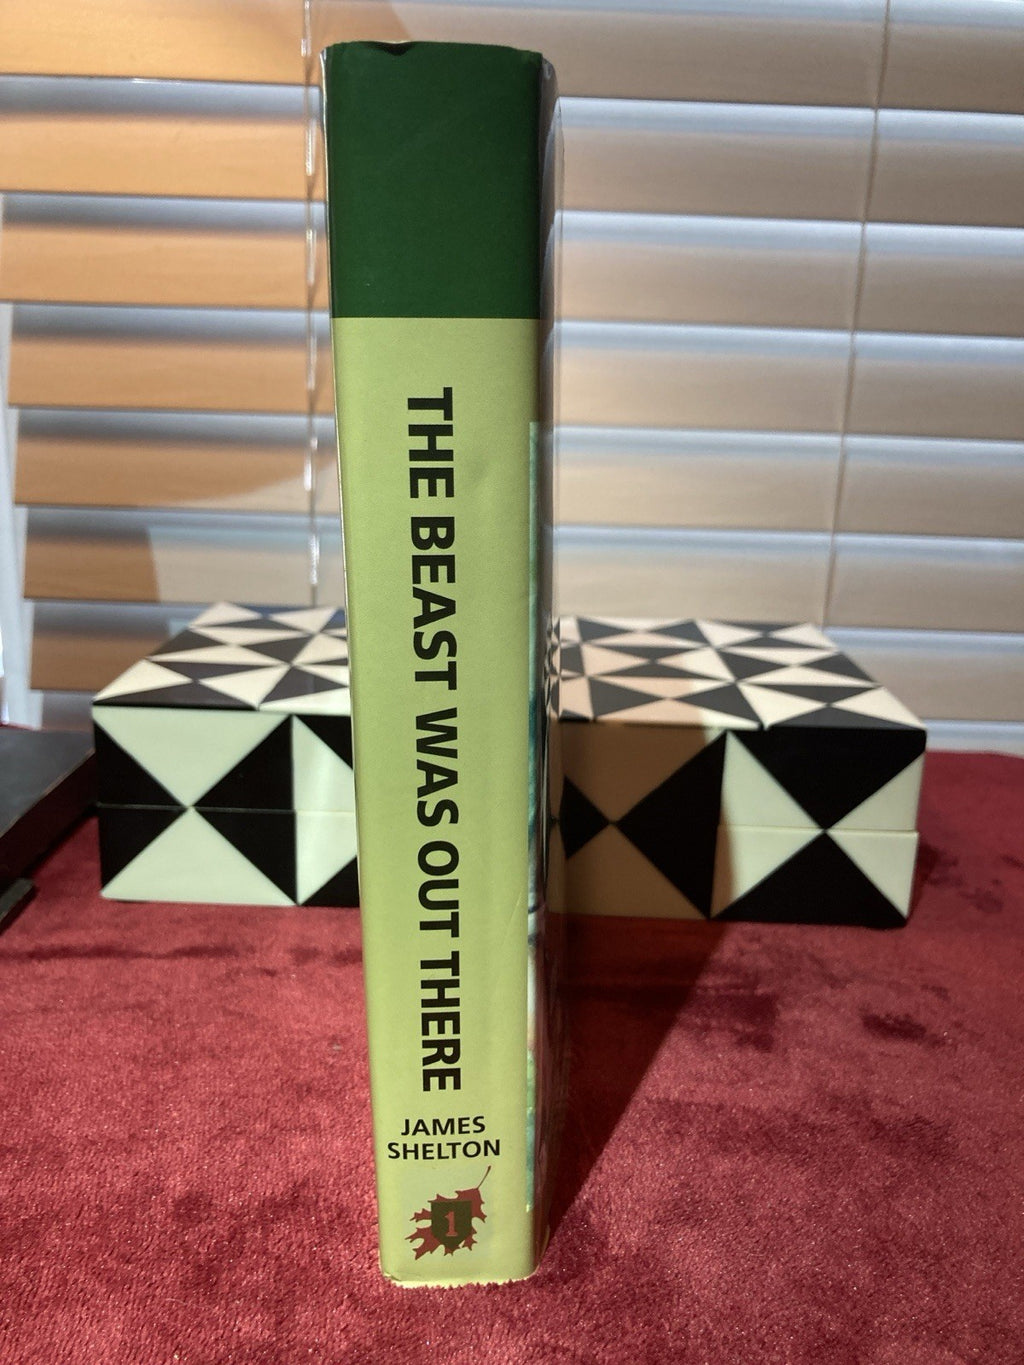 THE BEAST WAS OUT THERE
JAMES
SHELTON
1